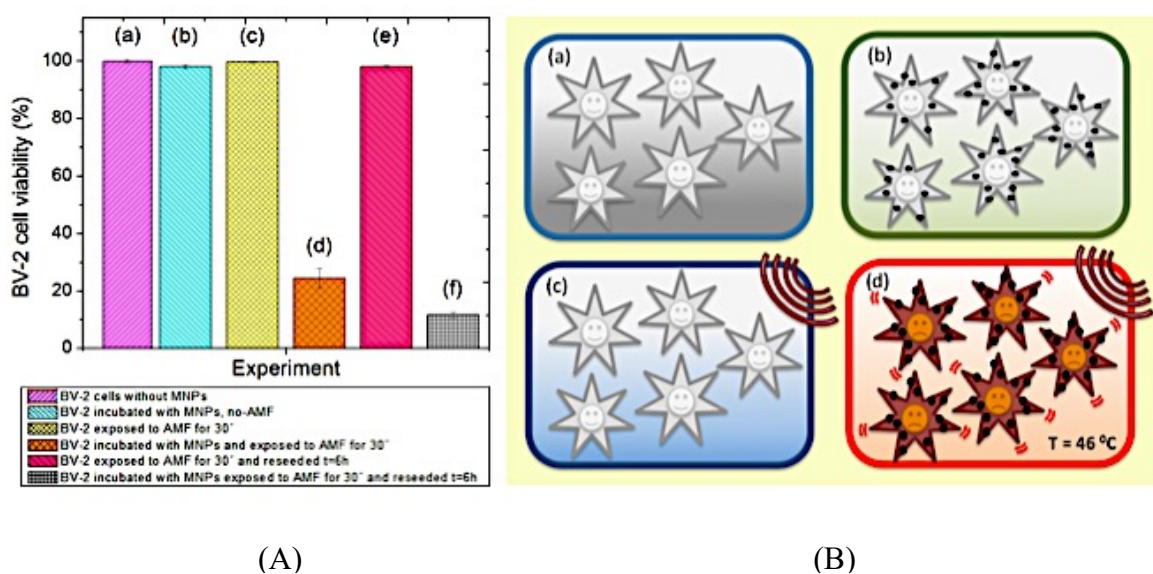 (a)
(b)
(c)
(d)
(e)
(f)
100
80
60
40
20
0
BV-2 cell viability (%)
Experiment
BV-2 cells without MNPs
BV-2 incubated with MNPs, no-AMF
BV-2 exposed to AMF for 30´
BV-2 incubated with MNPs and exposed to AMF for 30´
BV-2 exposed to AMF for 30´ and reseeded t=6h
BV-2 incubated with MNPs exposed to AMF for 30´ and reseeded t=6h
(a)
(b)
(c)
(d)
T = 46 ⁰C
(A)
(B)